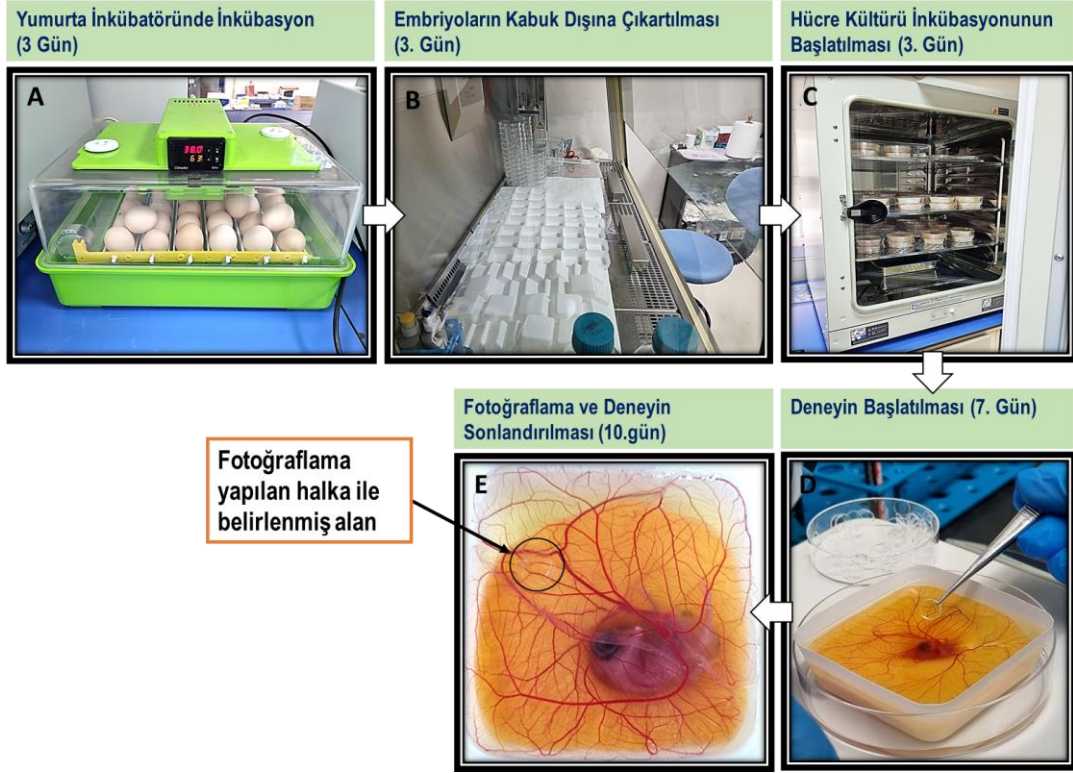 Yumurta İnkübatöründe İnkübasyon
(3 Gün)
Embriyoların Kabuk Dışına Çıkartılması
(3. Gün)
Hücre Kültürü İnkübasyonunun
Başlatılması (3. Gün)
A
B
C
38.0
63
Fotoğraflama ve Deneyin
Sonlandırılması (10.gün)
Deneyin Başlatılması (7. Gün)
Fotoğraflama
yapılan halka ile
belirlenmiş alan
E
D